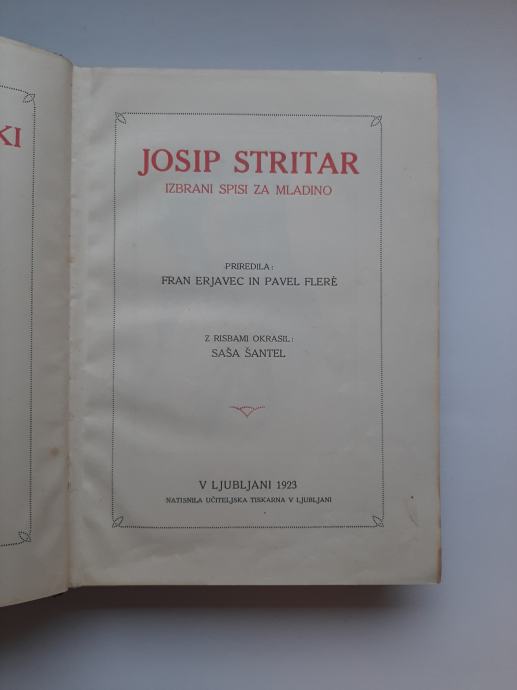 KI
JOSIP STRITAR
IZBRANI SPISI ZA MLADINO
PRIREDILA:
FRAN ERJAVEC IN PAVEL FLERÈ
Z RISBAMI OKRASIL:
SAŠA ŠANTEL
V LJUBLJANI 1923
NATISNILA UČITELJSKA TISKARNA V LJUBLJANI